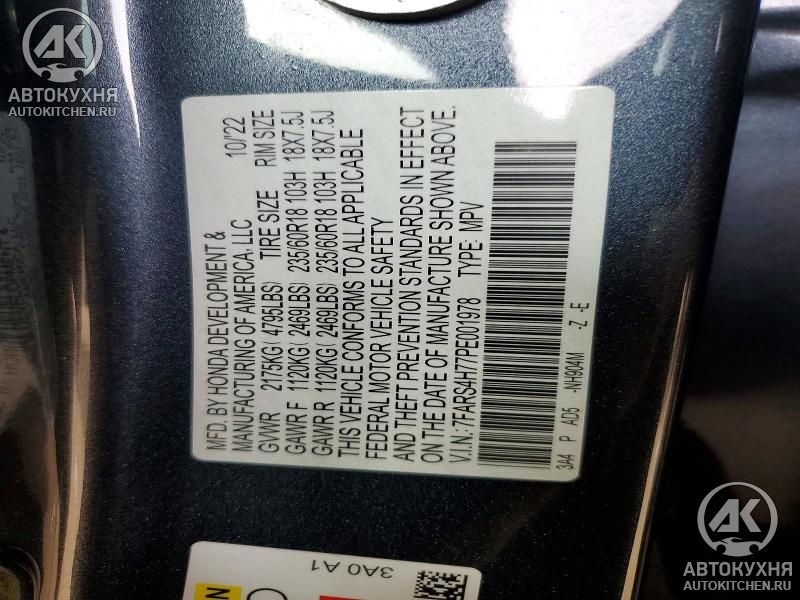 АВТОКУХНЯ
AUTOKITCHEN.RU
MFD. BY HONDA DEVELOPMENT &
MANUFACTURING OF AMERICA, LLC 10/'22
GVWR 2175KG( 4795LBS) TIRE SIZE RIM SIZE
GAWR F 1120KG( 2469LBS) 235/60R18 103H 18X7.5J
GAWR R 1120KG( 2469LBS) 235/60R18 103H 18X7.5J
THIS VEHICLE CONFORMS TO ALL APPLICABLE
FEDERAL MOTOR VEHICLE SAFETY
AND THEFT PREVENTION STANDARDS IN EFFECT
ON THE DATE OF MANUFACTURE SHOWN ABOVE.
V.I.N: 7FARS4H77PE001978 TYPE: MPV
3A4 P AD5 -NH904M -Z -E
3A0 A1
АВТОКУХНЯ
AUTOKITCHEN.RU